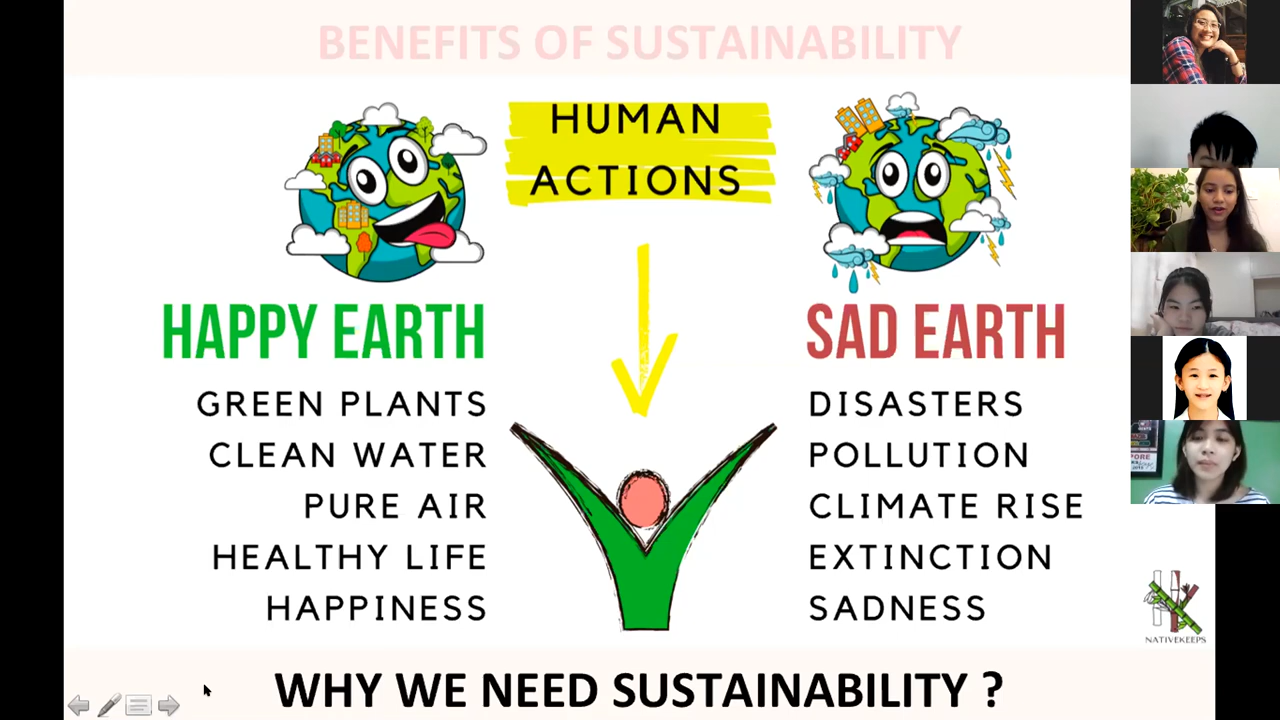 BENEFITS OF SUSTAINABILITY
HUMAN
ACTIONS
HAPPY EARTH
GREEN PLANTS
CLEAN WATER
PURE AIR
HEALTHY LIFE
HAPPINESS
SAD EARTH
DISASTERS
POLLUTION
CLIMATE RISE
EXTINCTION
SADNESS
NATIVEKEEPS
WHY WE NEED SUSTAINABILITY ?